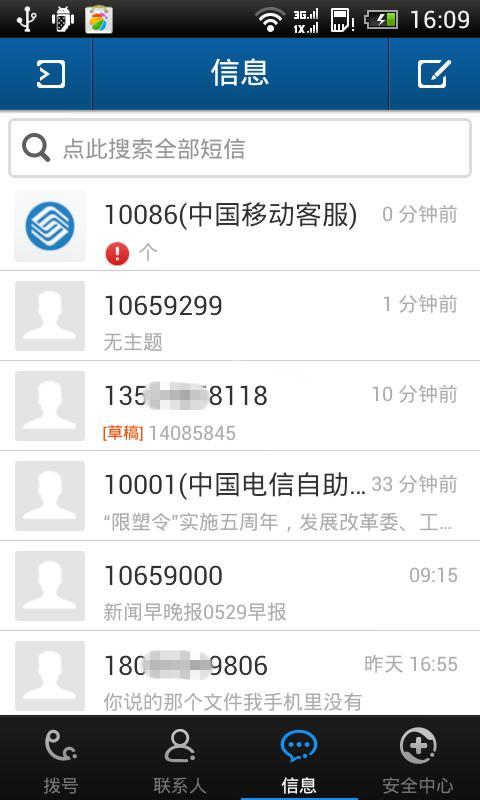 3G
1X
16:09
信息
点此搜索全部短信
10086(中国移动客服) 0 分钟前
个
10659299 1 分钟前
无主题
135 8118 10 分钟前
[草稿] 14085845
10001(中国电信自助... 33 分钟前
“限塑令”实施五周年，发展改革委、工...
10659000 09:15
新闻早晚报0529早报
180 9806 昨天 16:55
你说的那个文件我手机里没有
拨号 联系人 信息 安全中心